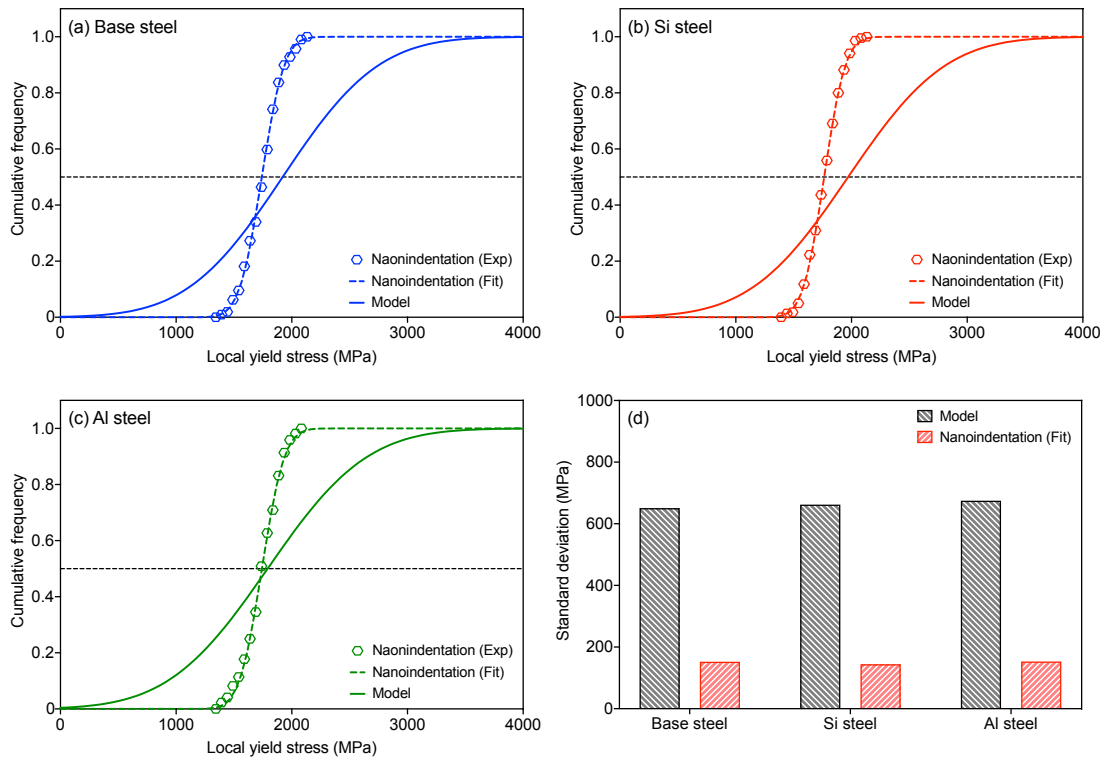 (a) Base steel
1.0
0.8
0.6
0.4
0.2
0
Cumulative frequency
Naonindentation (Exp)
Nanoindentation (Fit)
Model
0 1000 2000 3000 4000
Local yield stress (MPa)
(b) Si steel
1.0
0.8
0.6
0.4
0.2
0
Cumulative frequency
Naonindentation (Exp)
Nanoindentation (Fit)
Model
0 1000 2000 3000 4000
Local yield stress (MPa)
(c) Al steel
1.0
0.8
0.6
0.4
0.2
0
Cumulative frequency
Naonindentation (Exp)
Nanoindentation (Fit)
Model
0 1000 2000 3000 4000
Local yield stress (MPa)
(d)
Model
Nanoindentation (Fit)
1000
800
600
400
200
0
Standard deviation (MPa)
Base steel Si steel Al steel